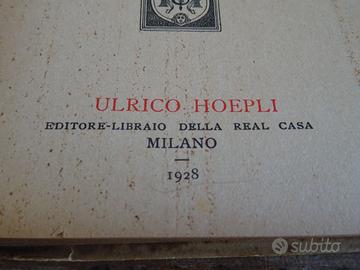 ULRICO HOEPLI
EDITORE-LIBRAIO DELLA REAL CASA
MILANO
1928
subito